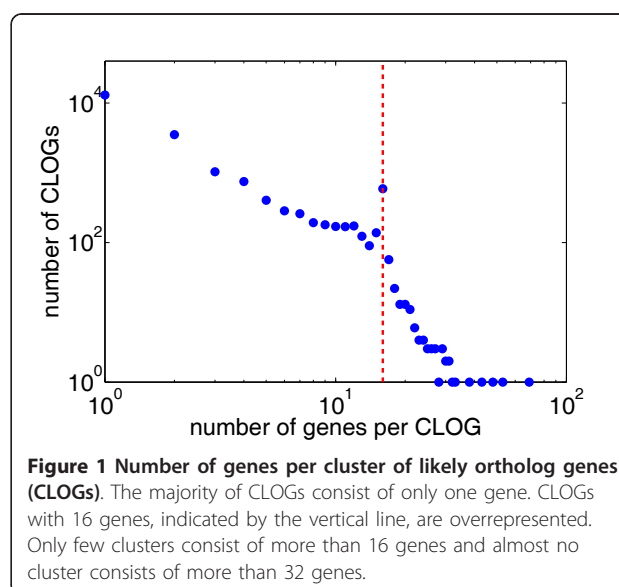 number of CLOGs
10^4
10^2
10^0
10^0
10^1
10^2
number of genes per CLOG
Figure 1 Number of genes per cluster of likely ortholog genes
(CLOGs). The majority of CLOGs consist of only one gene. CLOGs
with 16 genes, indicated by the vertical line, are overrepresented.
Only few clusters consist of more than 16 genes and almost no
cluster consists of more than 32 genes.